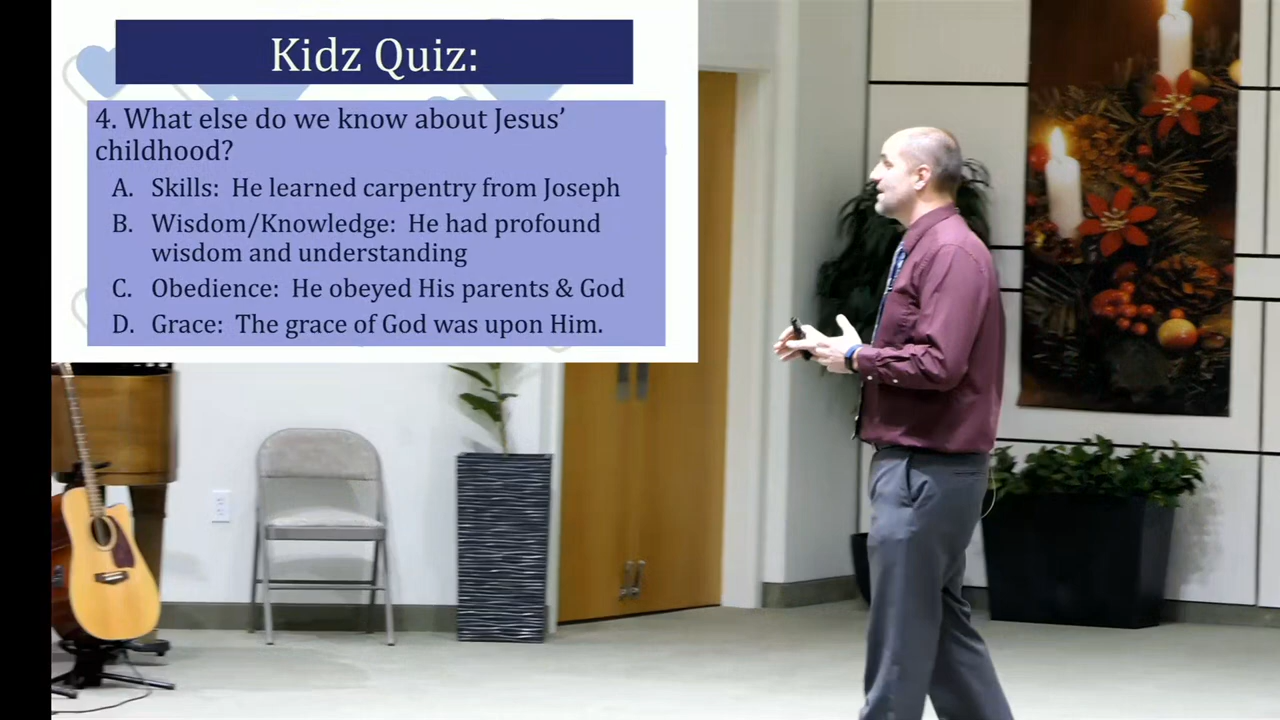 Kidz Quiz:
4. What else do we know about Jesus’
childhood?
A. Skills: He learned carpentry from Joseph
B. Wisdom/Knowledge: He had profound
wisdom and understanding
C. Obedience: He obeyed His parents & God
D. Grace: The grace of God was upon Him.